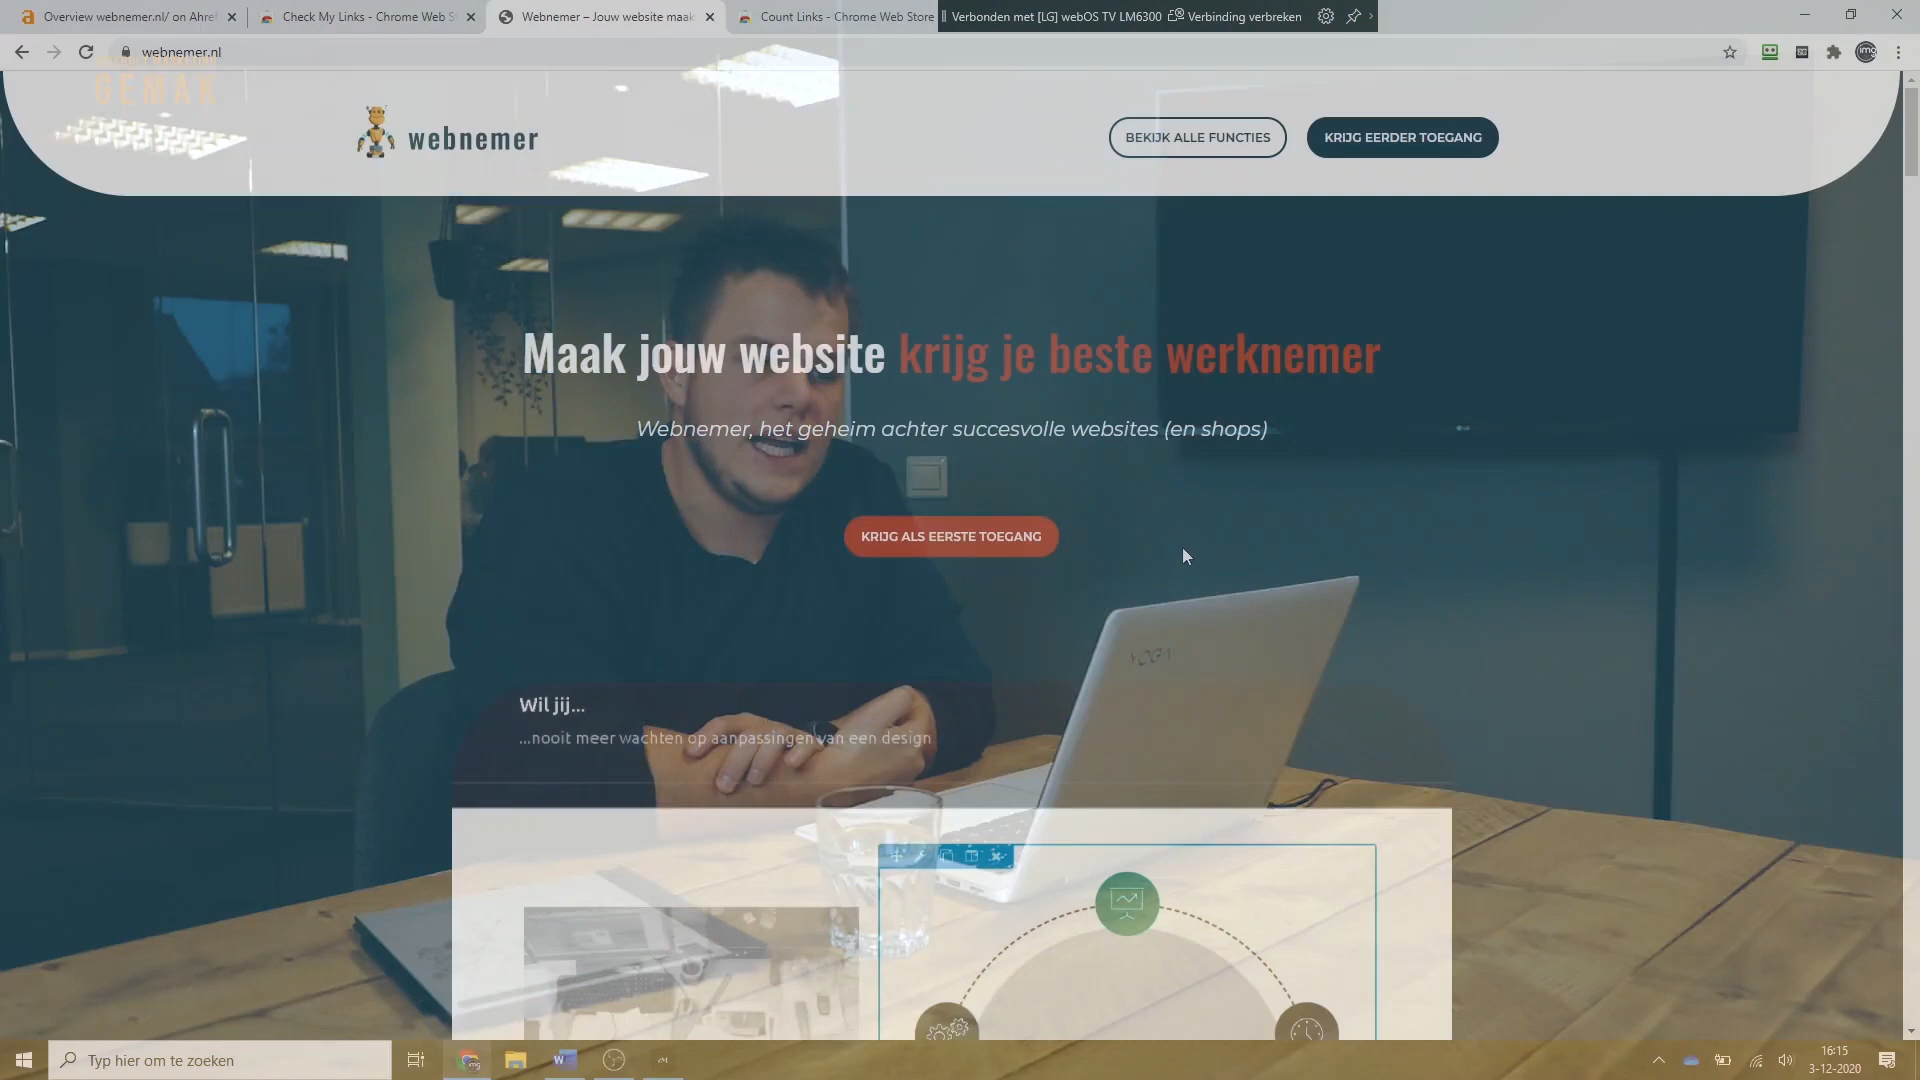 Overview webnemer.nl/ on Ahref
Check My Links - Chrome Web S
Webnemer – Jouw website maak
Count Links - Chrome Web Store
Verbonden met [LG] webOS TV LM6300
Verbinding verbreken
webnemer.nl
GEMAK
webnemer
BEKIJK ALLE FUNCTIES
KRIJG EERDER TOEGANG
Maak jouw website krijg je beste werknemer
Webnemer, het geheim achter succesvolle websites (en shops)
KRIJG ALS EERSTE TOEGANG
YOGA
Wil jij...
...nooit meer wachten op aanpassingen van een design
Typ hier om te zoeken
16:15
3-12-2020